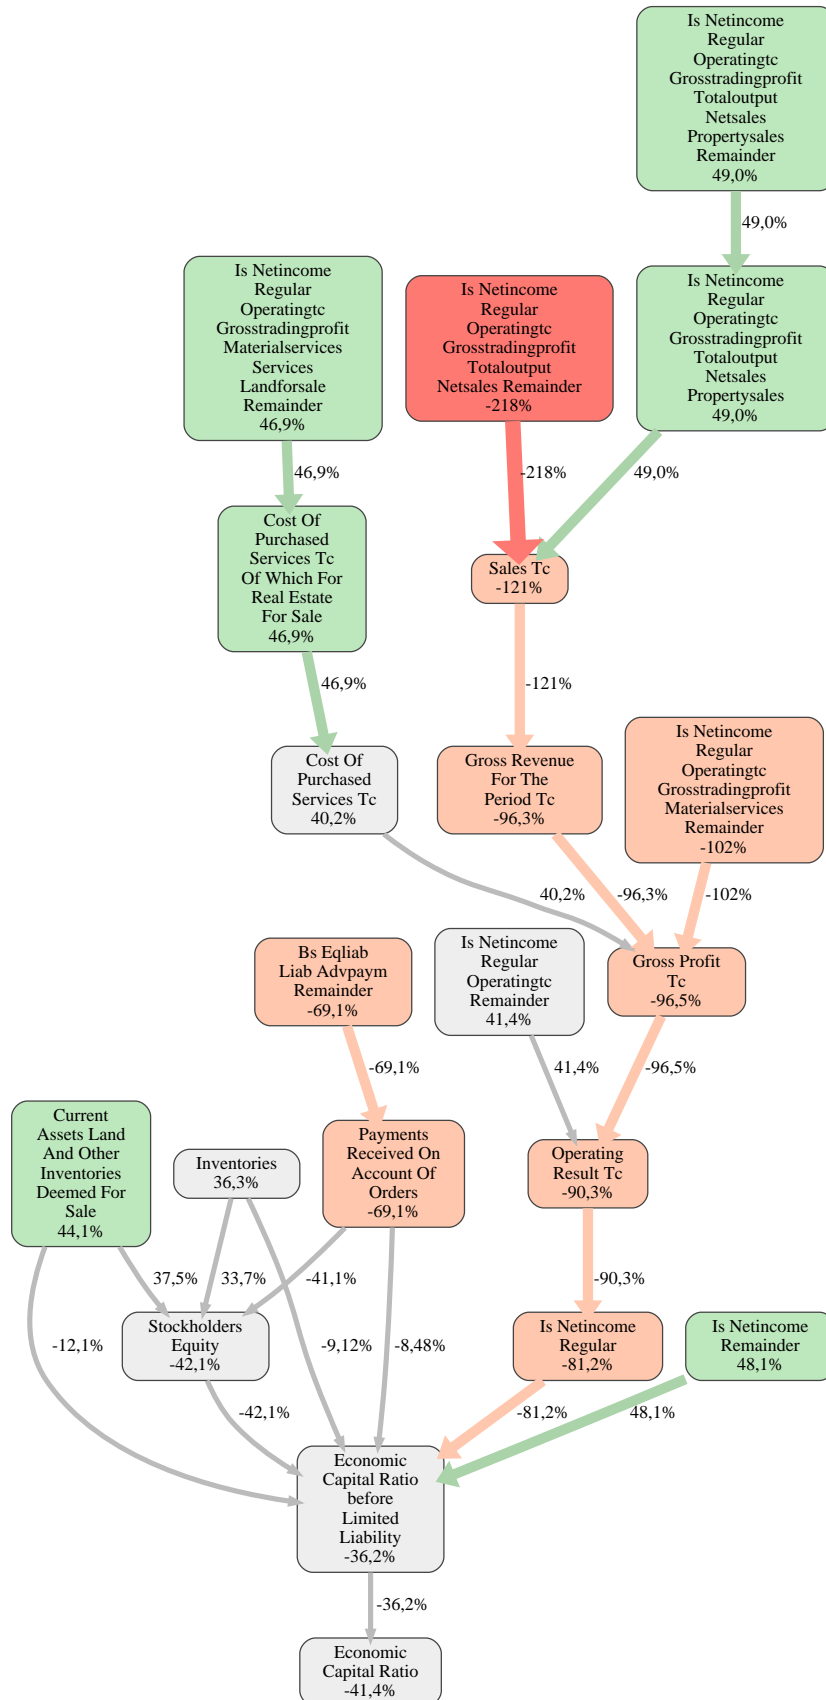 Is Netincome
Regular
Operatingtc
Grosstradingprofit
Totaloutput
Netsales
Propertysales
Remainder
49,0%
49,0%
Is Netincome
Regular
Operatingtc
Grosstradingprofit
Materialservices
Services
Landforsale
Remainder
46,9%
Is Netincome
Regular
Operatingtc
Grosstradingprofit
Totaloutput
Netsales Remainder
-218%
Is Netincome
Regular
Operatingtc
Grosstradingprofit
Totaloutput
Netsales
Propertysales
49,0%
46,9%
-218%
49,0%
Cost Of
Purchased
Services Tc
Of Which For
Real Estate
For Sale
46,9%
Sales Tc
-121%
46,9%
-121%
Cost Of
Purchased
Services Tc
40,2%
Gross Revenue
For The
Period Tc
-96,3%
Is Netincome
Regular
Operatingtc
Grosstradingprofit
Materialservices
Remainder
-102%
40,2%
-96,3%
-102%
Bs Eqliab
Liab Advpaym
Remainder
-69,1%
Is Netincome
Regular
Operatingtc
Remainder
41,4%
Gross Profit
Tc
-96,5%
-69,1%
41,4%
-96,5%
Current
Assets Land
And Other
Inventories
Deemed For
Sale
44,1%
Inventories
36,3%
Payments
Received On
Account Of
Orders
-69,1%
Operating
Result Tc
-90,3%
37,5%
33,7%
-41,1%
-90,3%
Stockholders
Equity
-42,1%
Is Netincome
Regular
-81,2%
Is Netincome
Remainder
48,1%
-12,1%
-9,12%
-8,48%
-42,1%
-81,2%
48,1%
Economic
Capital Ratio
before
Limited
Liability
-36,2%
-36,2%
Economic
Capital Ratio
-41,4%